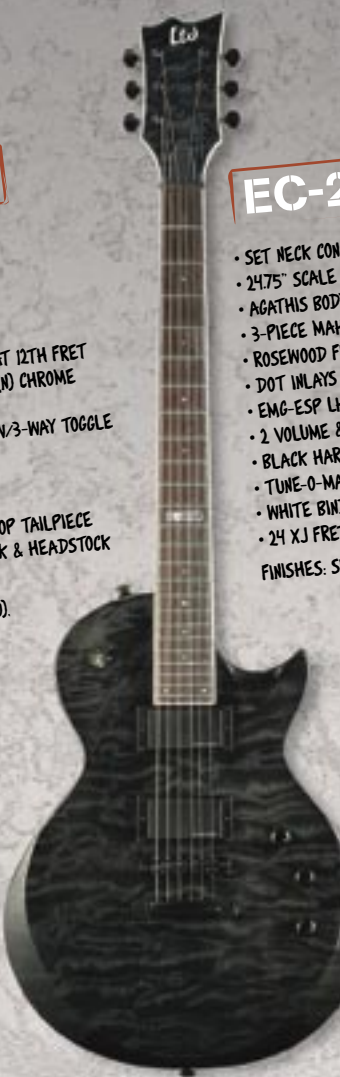 LTD
T 12TH FRET
N) CHROME
/3-WAY TOGGLE
OP TAILPIECE
K & HEADSTOCK
).
EC-2
• SET NECK CON
• 24.75" SCALE
• AGATHIS BOD
• 3-PIECE MAH
• ROSEWOOD F
• DOT INLAYS
• EMG-ESP LH
• 2 VOLUME &
• BLACK HAR
• TUNE-O-MA
• WHITE BIN
• 24 XJ FRE
FINISHES: S